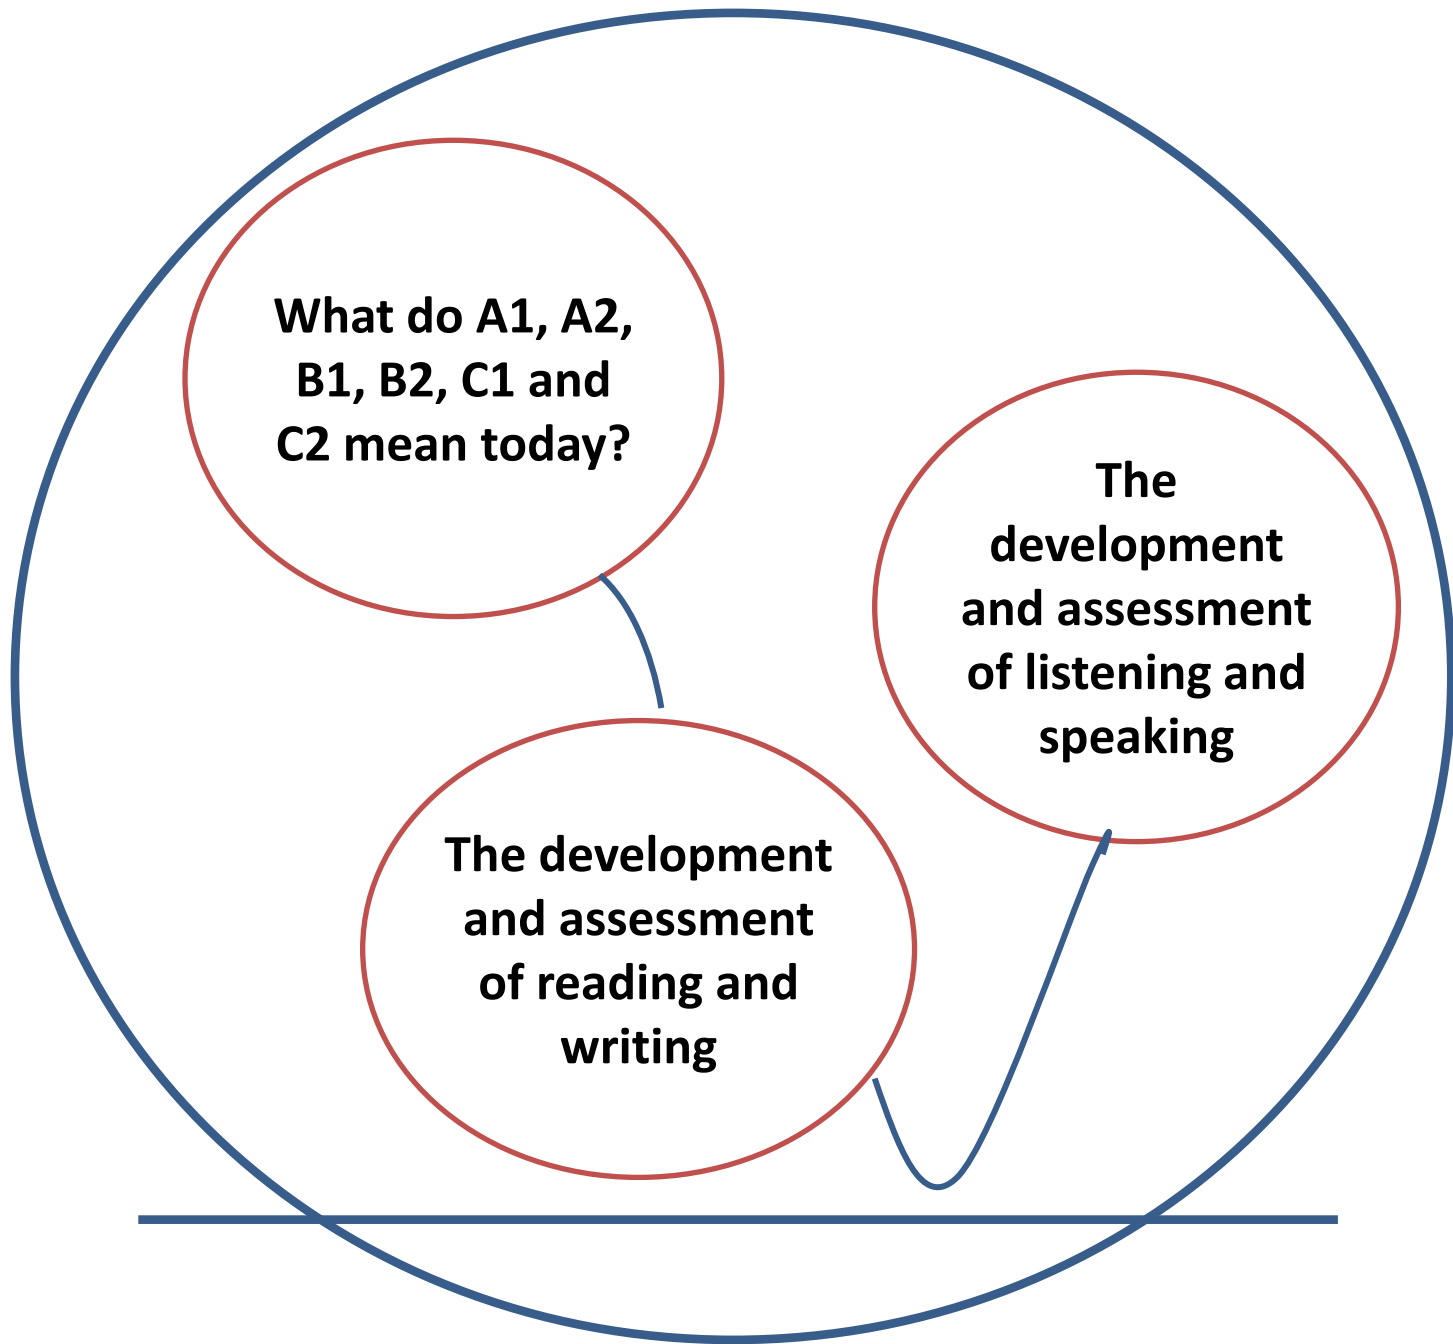 What do A1, A2,
B1, B2, C1 and
C2 mean today?
The development
and assessment
of reading and
writing
The
development
and assessment
of listening and
speaking